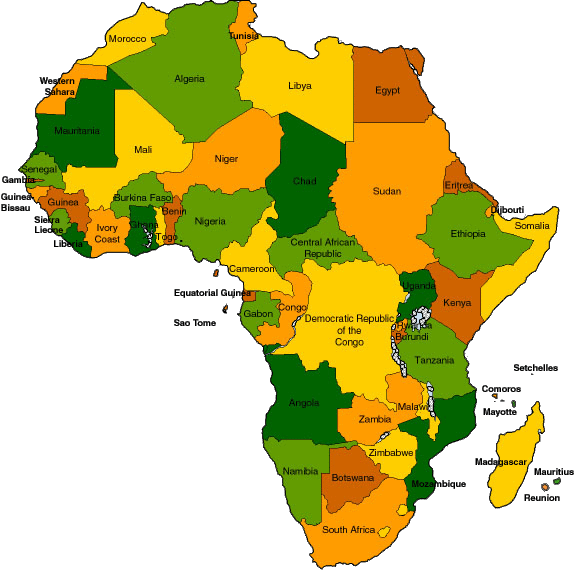 Morocco
Tunisia
Algeria
Libya
Egypt
Western
Sahara
Mauritania
Mali
Niger
Chad
Sudan
Eritrea
Djibouti
Somalia
Ethiopia
Senegal
Gambia
Guinea
Bissau
Guinea
Sierra
Lieone
Liberia
Ivory
Coast
Burkina Fasor
Ghana
Togo
Benin
Nigeria
Cameroon
Central African
Republic
Equatorial Guinea
Sao Tome
Gabon
Congo
Democratic Republic
of the
Congo
Uganda
Kenya
Rwanda
Burundi
Tanzania
Setchelles
Comoros
Mayotte
Angola
Zambia
Malawi
Mozambique
Zimbabwe
Namibia
Botswana
South Africa
Madagascar
Mauritius
Reunion